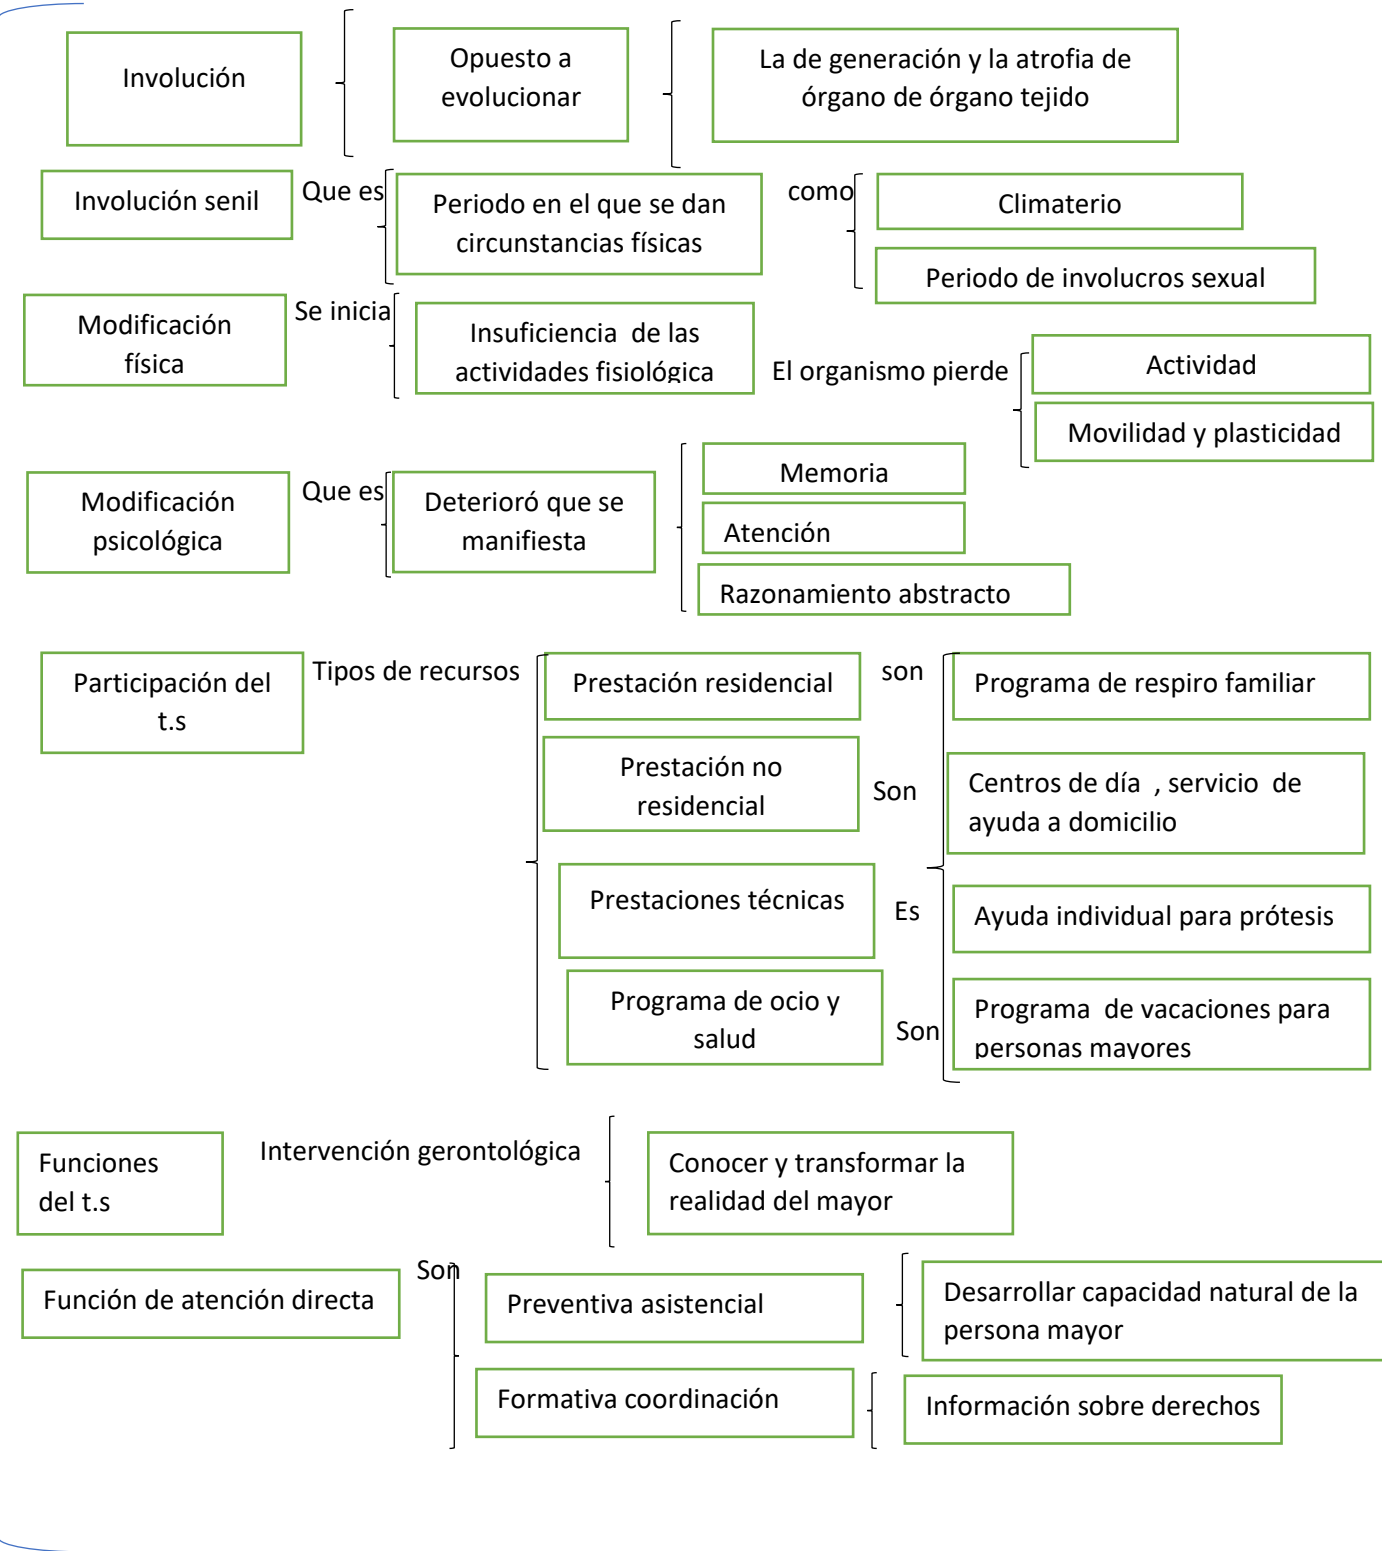 Involución
Opuesto a
evolucionar
La de generación y la atrofia de
órgano de órgano tejido
Involución senil
Que es
Periodo en el que se dan
circunstancias físicas
como
Climaterio
Periodo de involucros sexual
Modificación
física
Se inicia
Insuficiencia  de las
actividades fisiológica
El organismo pierde
Actividad
Movilidad y plasticidad
Modificación
psicológica
Que es
Deterioró que se
manifiesta
Memoria
Atención
Razonamiento abstracto
Participación del
t.s
Tipos de recursos
Prestación residencial
son
Programa de respiro familiar
Prestación no
residencial
Son
Centros de día  , servicio  de
ayuda a domicilio
Prestaciones técnicas
Es
Ayuda individual para prótesis
Programa de ocio y
salud
Son
Programa  de vacaciones para
personas mayores
Funciones
del t.s
Intervención gerontológica
Conocer y transformar la
realidad del mayor
Función de atención directa
Son
Preventiva asistencial
Desarrollar capacidad natural de la
persona mayor
Formativa coordinación
Información sobre derechos